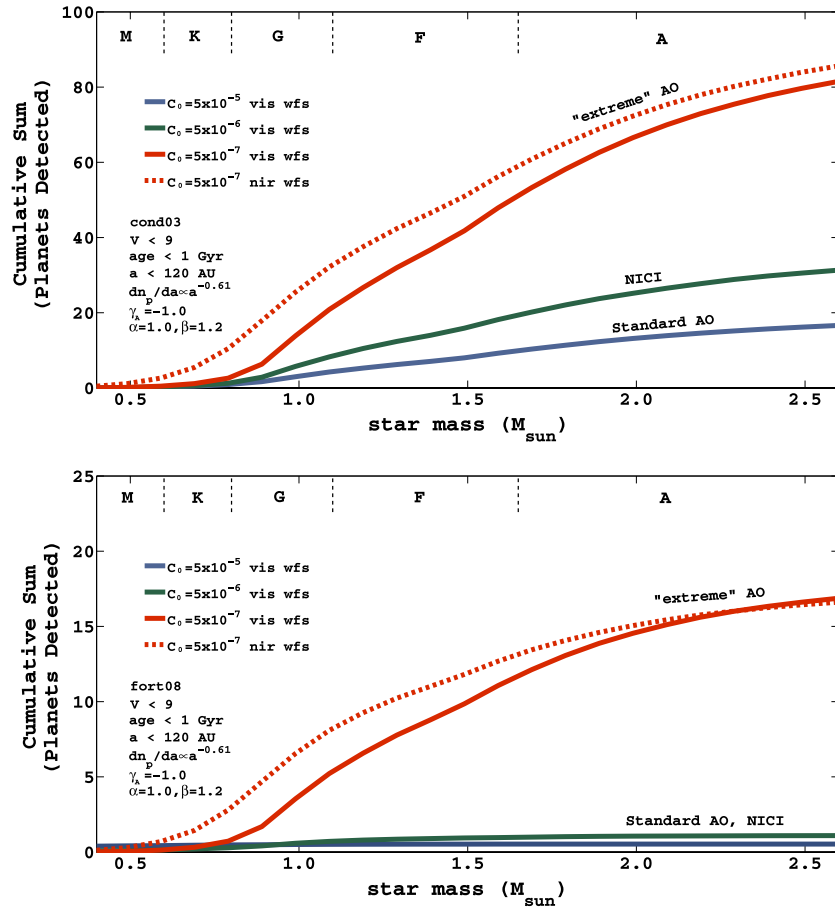 100
80
60
40
20
0
Cumulative Sum
(Planets Detected)
M K G F A
C₀=5x10⁻⁵ vis wfs
C₀=5x10⁻⁶ vis wfs
C₀=5x10⁻⁷ vis wfs
C₀=5x10⁻⁷ nir wfs
cond03
V < 9
age < 1 Gyr
a < 120 AU
dnₚ/da∝a⁻⁰·⁶¹
γ_A=-1.0
α=1.0,β=1.2
"extreme" AO
NICI
Standard AO
0.5 1.0 1.5 2.0 2.5
star mass (M_sun)
25
20
15
10
5
0
Cumulative Sum
(Planets Detected)
M K G F A
C₀=5x10⁻⁵ vis wfs
C₀=5x10⁻⁶ vis wfs
C₀=5x10⁻⁷ vis wfs
C₀=5x10⁻⁷ nir wfs
fort08
V < 9
age < 1 Gyr
a < 120 AU
dnₚ/da∝a⁻⁰·⁶¹
γ_A=-1.0
α=1.0,β=1.2
"extreme" AO
Standard AO, NICI
0.5 1.0 1.5 2.0 2.5
star mass (M_sun)